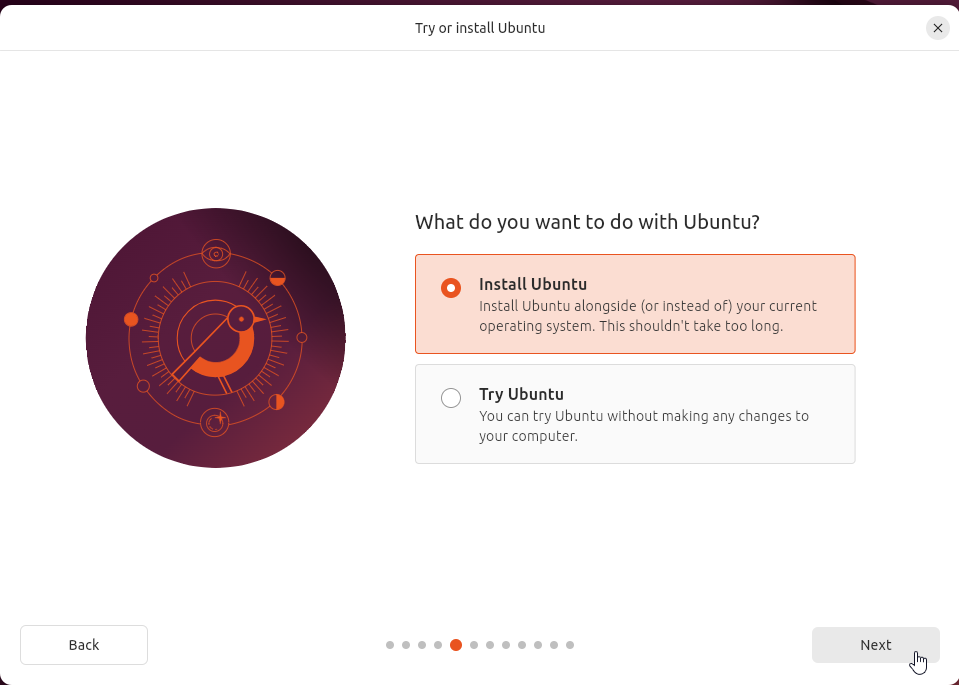 Try or install Ubuntu
What do you want to do with Ubuntu?
Install Ubuntu
Install Ubuntu alongside (or instead of) your current
operating system. This shouldn't take too long.
Try Ubuntu
You can try Ubuntu without making any changes to
your computer.
Back
Next